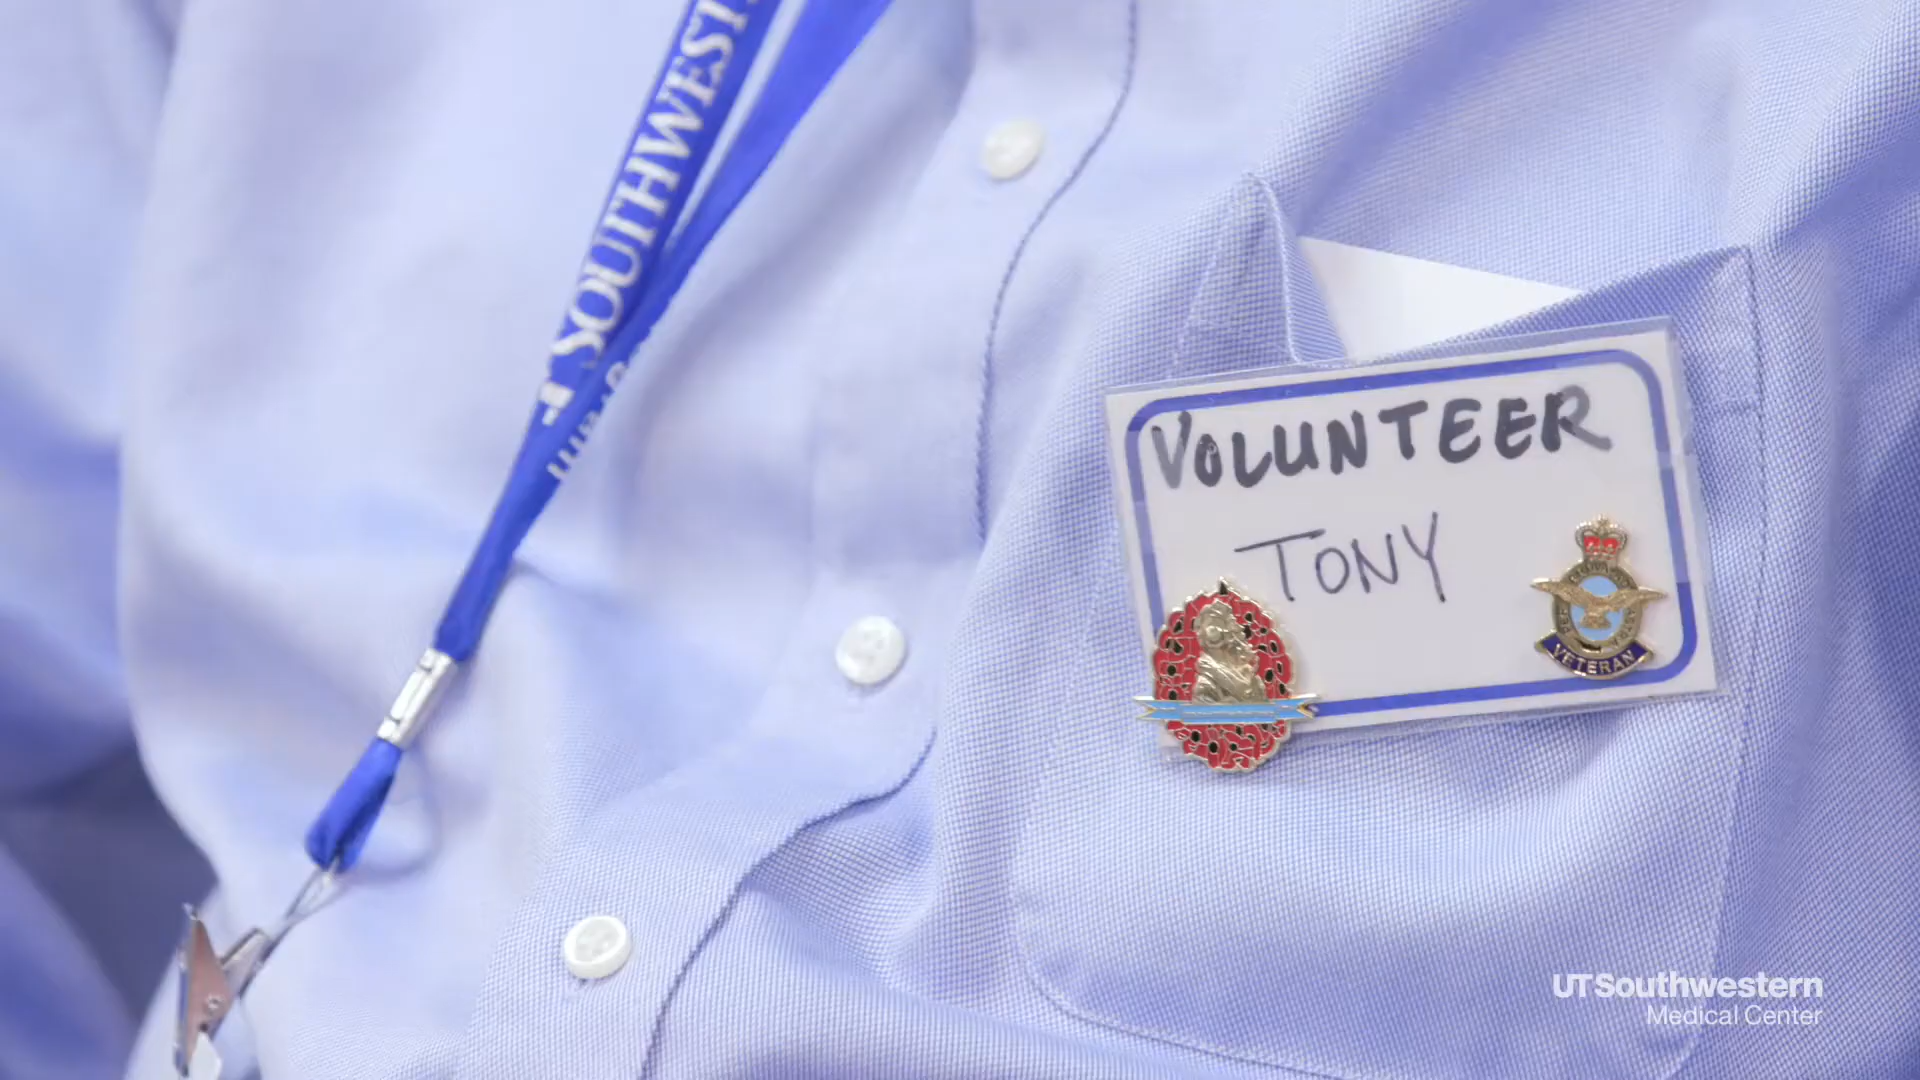 SOUTHWEST
VOLUNTEER
TONY
VETERAN
UTSouthwestern
Medical Center